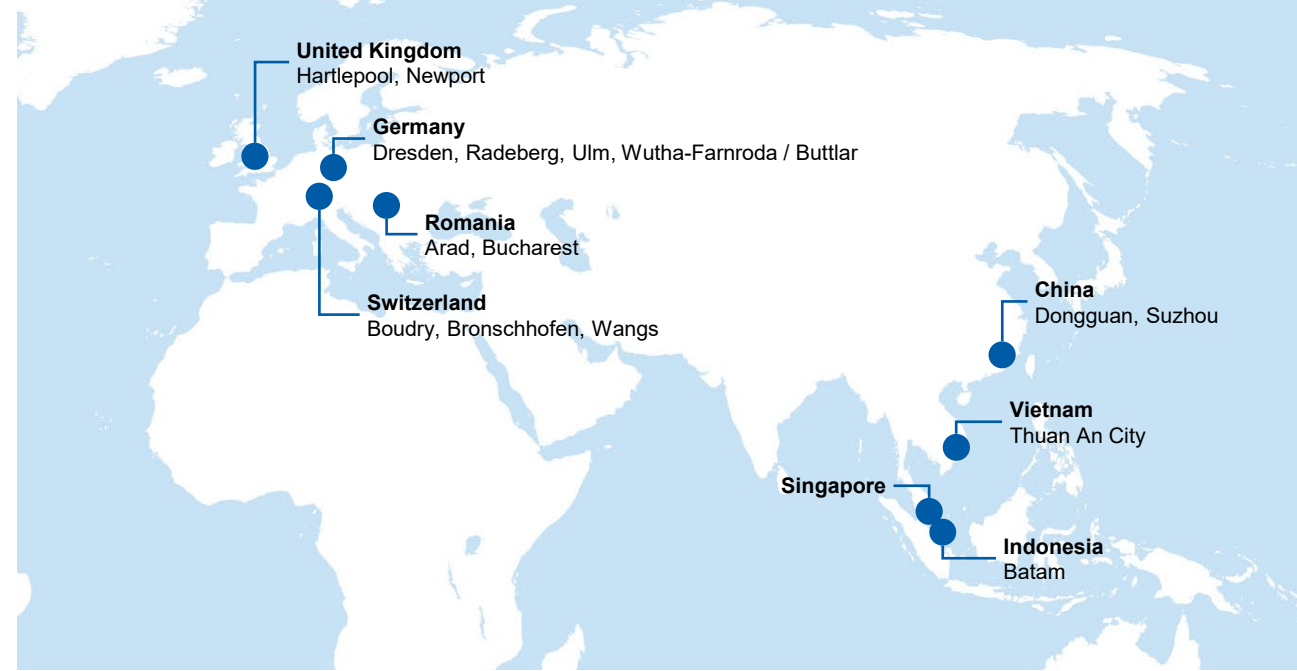 United Kingdom
Hartlepool, Newport
Germany
Dresden, Radeberg, Ulm, Wutha-Farnroda / Buttlar
Romania
Arad, Bucharest
Switzerland
Boudry, Bronschhofen, Wangs
China
Dongguan, Suzhou
Vietnam
Thuan An City
Singapore
Indonesia
Batam